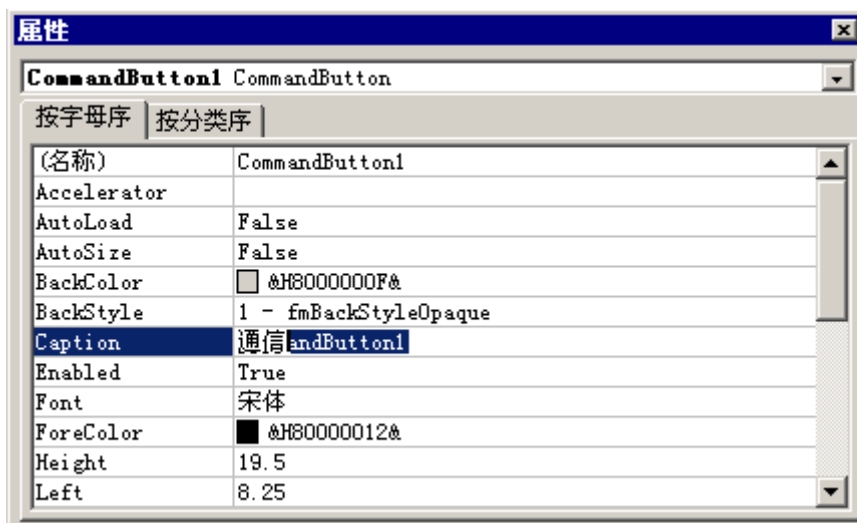 属性
CommandButton1 CommandButton
按字母序 按分类序
(名称) CommandButton1
Accelerator
AutoLoad False
AutoSize False
BackColor &H8000000F&
BackStyle 1 - fmBackStyleOpaque
Caption 通信andButton1
Enabled True
Font 宋体
ForeColor &H80000012&
Height 19.5
Left 8.25